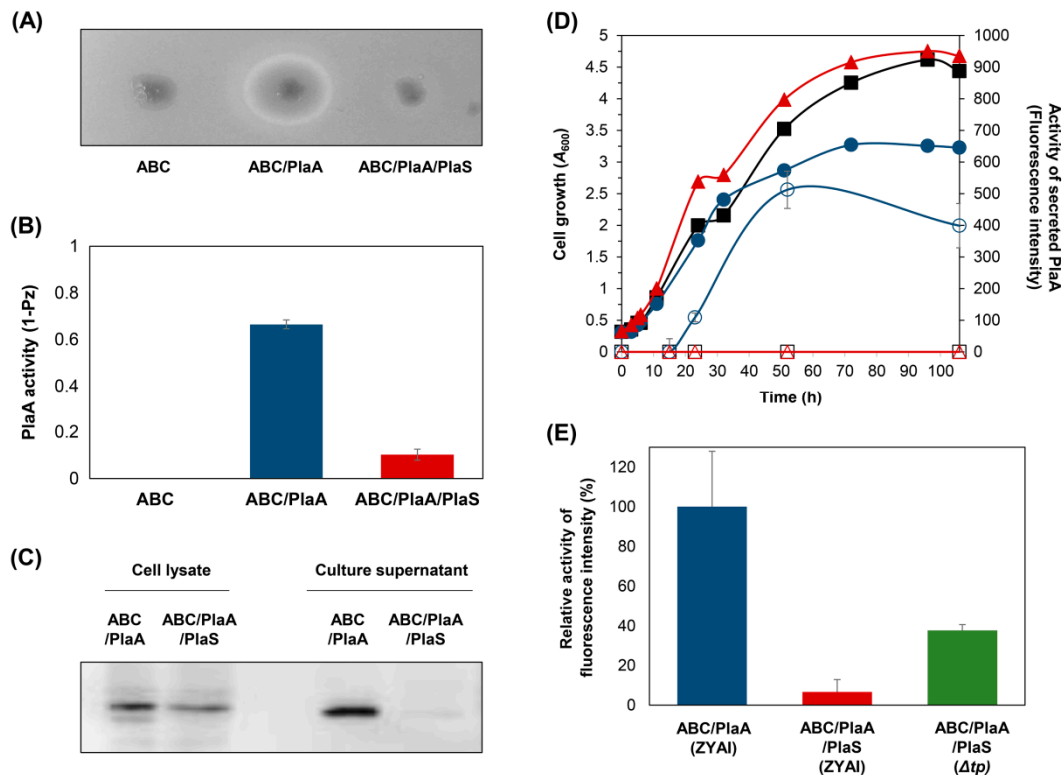 (A)
ABC
ABC/PlaA
ABC/PlaA/PlaS
(B)
PlaA activity (1-Pz)
1
0.8
0.6
0.4
0.2
0
ABC
ABC/PlaA
ABC/PlaA/PlaS
(C)
Cell lysate
Culture supernatant
ABC
/PlaA
ABC/PlaA
/PlaS
ABC
/PlaA
ABC/PlaA
/PlaS
(D)
Cell growth (A600)
5
4.5
4
3.5
3
2.5
2
1.5
1
0.5
0
1000
900
800
700
600
500
400
300
200
100
0
Activity of secreted PlaA
(Fluorescence intensity)
0 10 20 30 40 50 60 70 80 90 100
Time (h)
(E)
Relative activity of
fluorescence intensity (%)
120
100
80
60
40
20
0
ABC/PlaA
(ZYAI)
ABC/PlaA
/PlaS
(ZYAI)
ABC/PlaA
/PlaS
(Δtp)